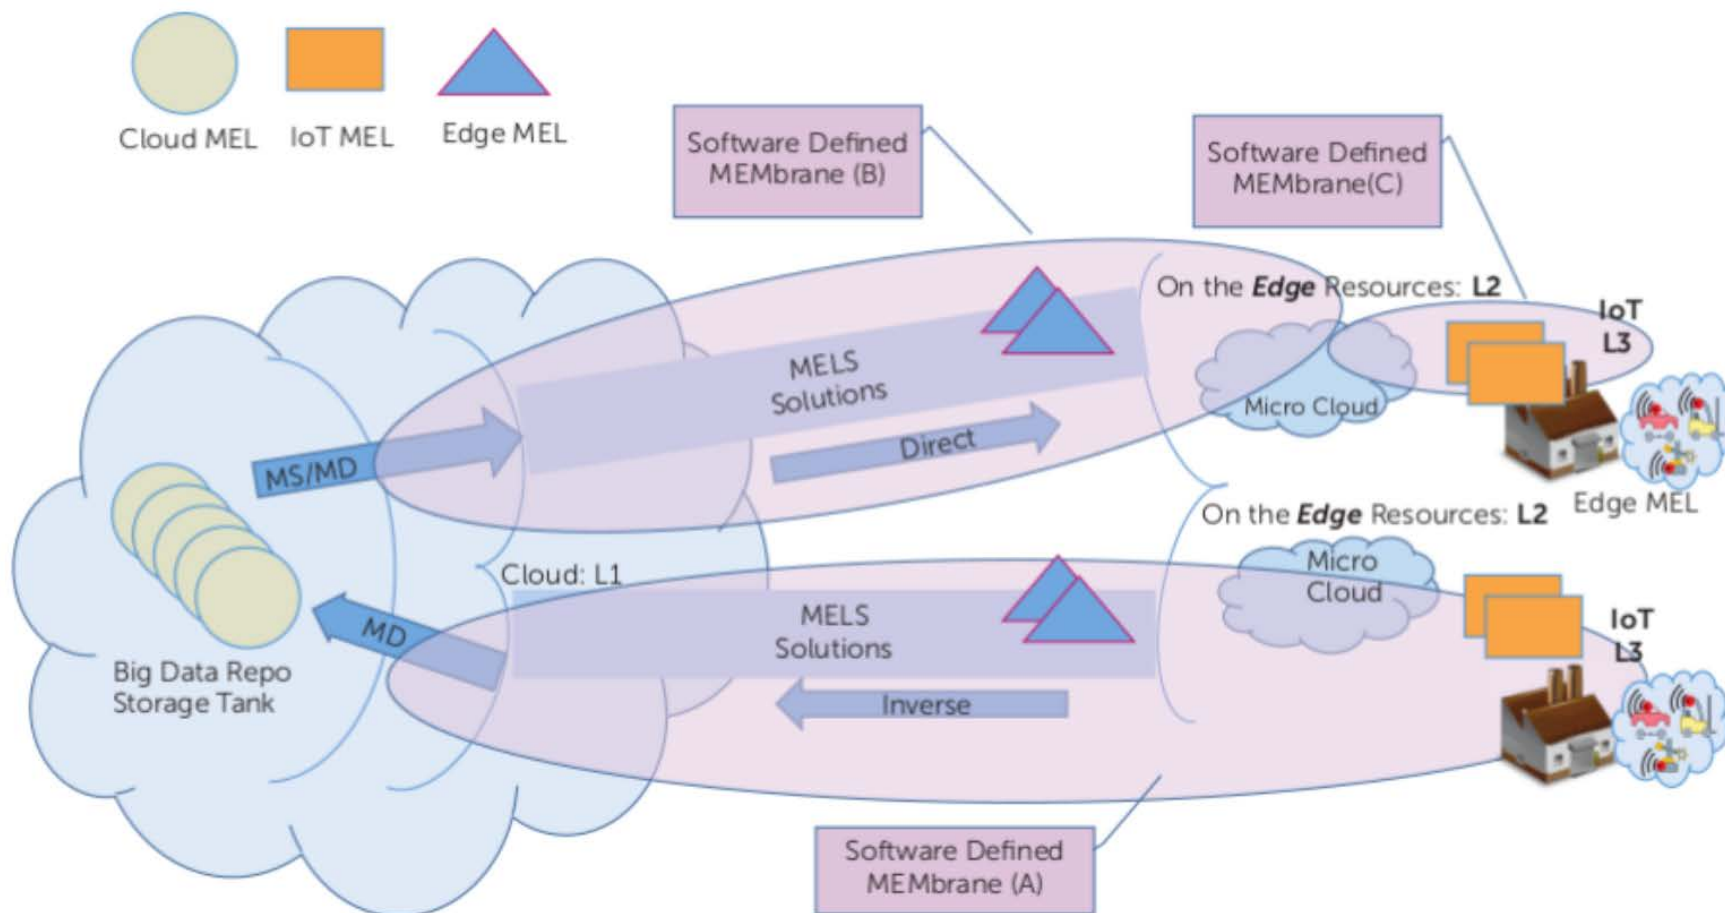 Cloud MEL
IoT MEL
Edge MEL
Software Defined
MEMbrane (B)
Software Defined
MEMbrane(C)
On the Edge Resources: L2
IoT
L3
MELS
Solutions
Micro Cloud
MS/MD
Direct
Edge MEL
On the Edge Resources: L2
Cloud: L1
Micro
Cloud
MELS
Solutions
IoT
L3
MD
Big Data Repo
Storage Tank
Inverse
Software Defined
MEMbrane (A)